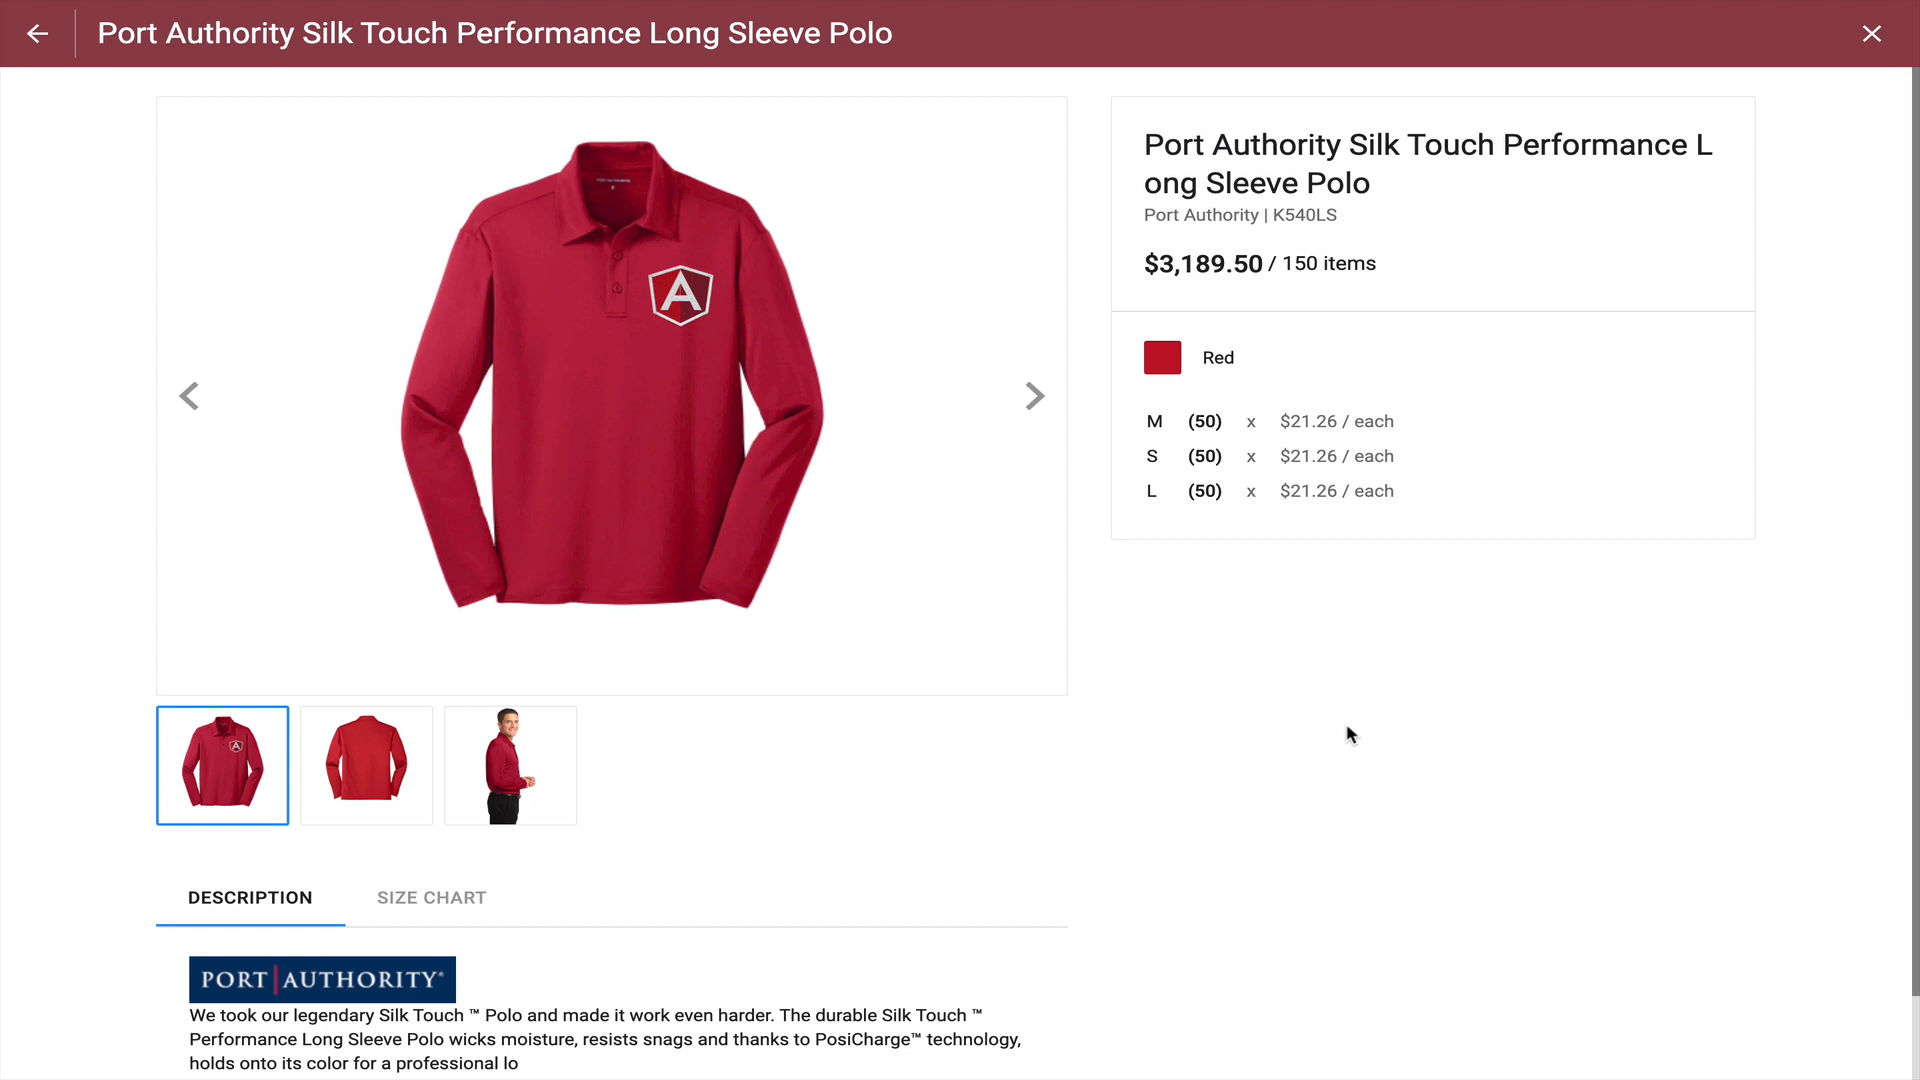 Port Authority Silk Touch Performance Long Sleeve Polo
A
Port Authority Silk Touch Performance L
ong Sleeve Polo
Port Authority | K540LS
$3,189.50 / 150 items
Red
M (50) x $21.26 / each
S (50) x $21.26 / each
L (50) x $21.26 / each
A
DESCRIPTION SIZE CHART
PORT AUTHORITY®
We took our legendary Silk Touch ™ Polo and made it work even harder. The durable Silk Touch ™
Performance Long Sleeve Polo wicks moisture, resists snags and thanks to PosiCharge™ technology,
holds onto its color for a professional lo